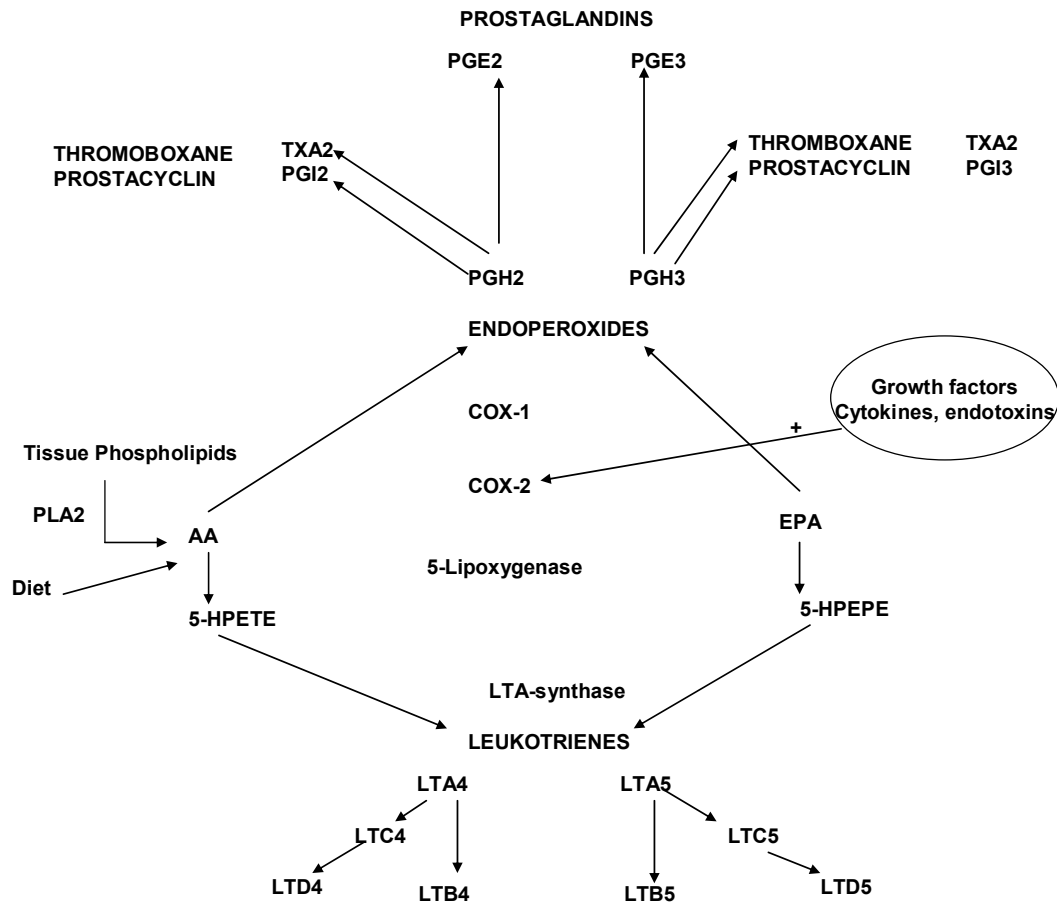 PROSTAGLANDINS
PGE2 PGE3
THROMOBOXANE TXA2 THROMBOXANE TXA2
PROSTACYCLIN PGI2 PROSTACYCLIN PGI3
PGH2 PGH3
ENDOPEROXIDES
Growth factors
COX-1 Cytokines, endotoxins
+
Tissue Phospholipids
COX-2
PLA2 EPA
AA
5-Lipoxygenase
Diet
5-HPETE 5-HPEPE
LTA-synthase
LEUKOTRIENES
LTA4 LTA5
LTC4 LTC5
LTD4 LTB4 LTB5 LTD5